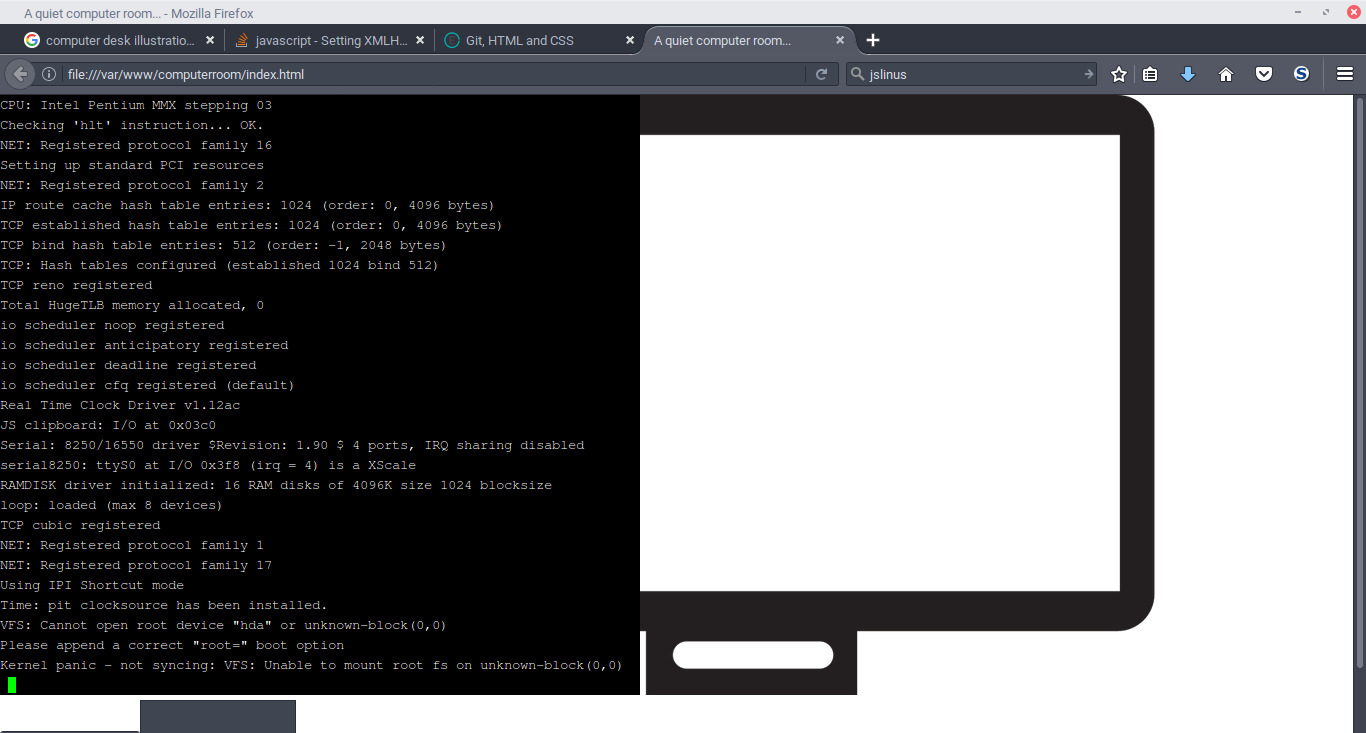 A quiet computer room... - Mozilla Firefox
computer desk illustratio...
javascript - Setting XMLH...
Git, HTML and CSS
A quiet computer room...
file:///var/www/computerroom/index.html
jslinus
CPU: Intel Pentium MMX stepping 03
Checking 'hlt' instruction... OK.
NET: Registered protocol family 16
Setting up standard PCI resources
NET: Registered protocol family 2
IP route cache hash table entries: 1024 (order: 0, 4096 bytes)
TCP established hash table entries: 1024 (order: 0, 4096 bytes)
TCP bind hash table entries: 512 (order: -1, 2048 bytes)
TCP: Hash tables configured (established 1024 bind 512)
TCP reno registered
Total HugeTLB memory allocated, 0
io scheduler noop registered
io scheduler anticipatory registered
io scheduler deadline registered
io scheduler cfq registered (default)
Real Time Clock Driver v1.12ac
JS clipboard: I/O at 0x03c0
Serial: 8250/16550 driver $Revision: 1.90 $ 4 ports, IRQ sharing disabled
serial8250: ttyS0 at I/O 0x3f8 (irq = 4) is a XScale
RAMDISK driver initialized: 16 RAM disks of 4096K size 1024 blocksize
loop: loaded (max 8 devices)
TCP cubic registered
NET: Registered protocol family 1
NET: Registered protocol family 17
Using IPI Shortcut mode
Time: pit clocksource has been installed.
VFS: Cannot open root device "hda" or unknown-block(0,0)
Please append a correct "root=" boot option
Kernel panic - not syncing: VFS: Unable to mount root fs on unknown-block(0,0)